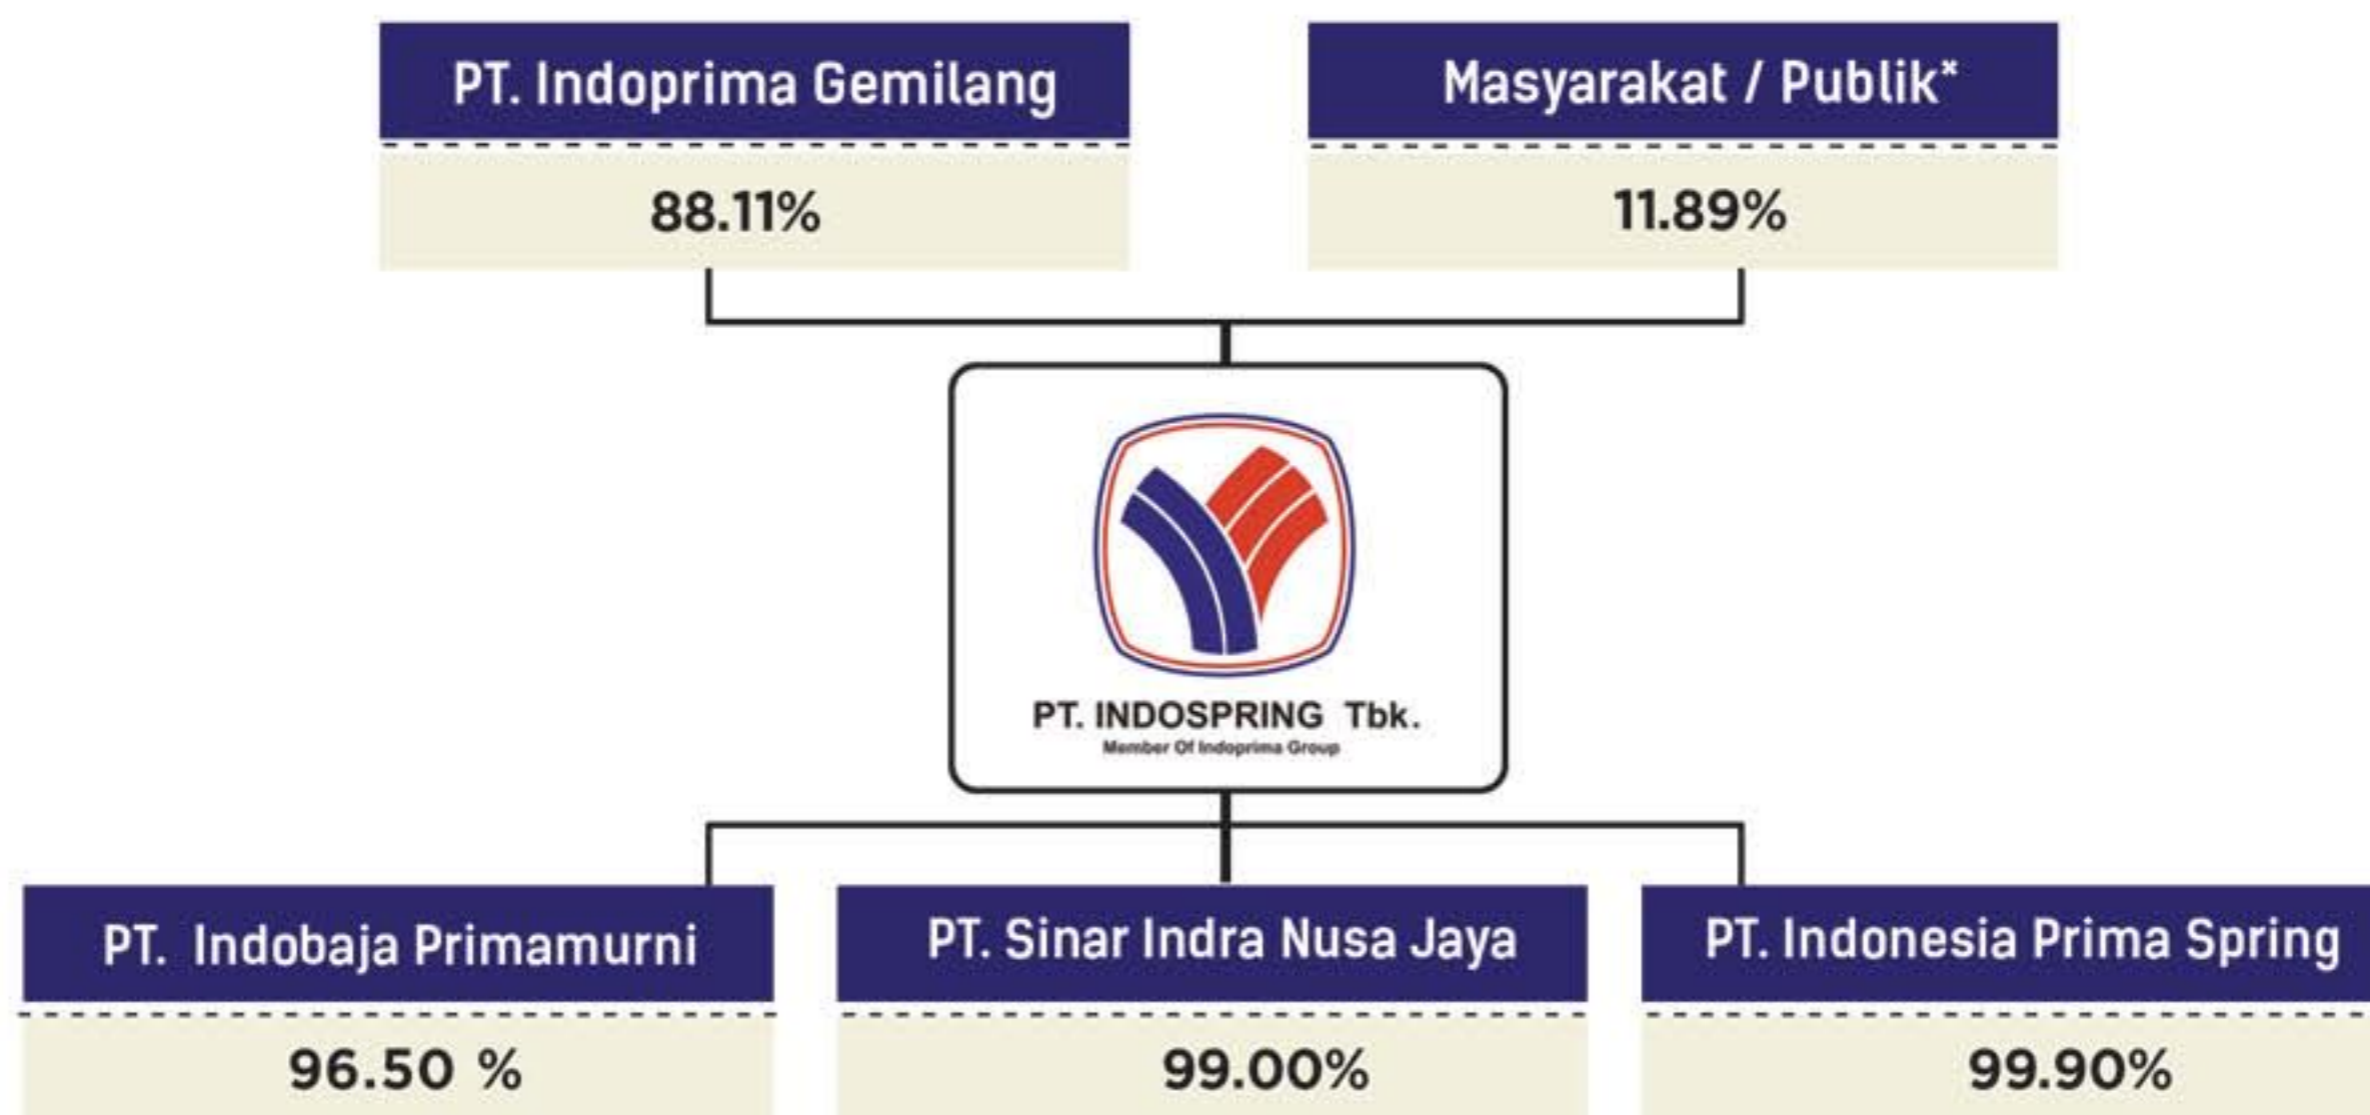 PT. Indoprima Gemilang
Masyarakat / Publik*
88.11%
11.89%
PT. INDOSPRING Tbk.
Member Of Indoprima Group
PT. Indobaja Primamurni
PT. Sinar Indra Nusa Jaya
PT. Indonesia Prima Spring
96.50 %
99.00%
99.90%